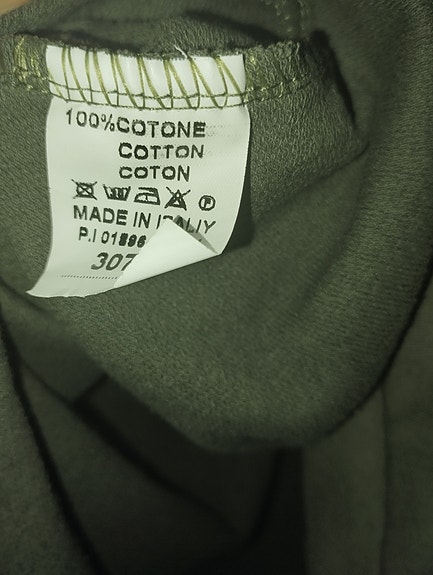 100%COTONE
COTTON
COTON
P
MADE IN ITALIY
P.I 01896
307